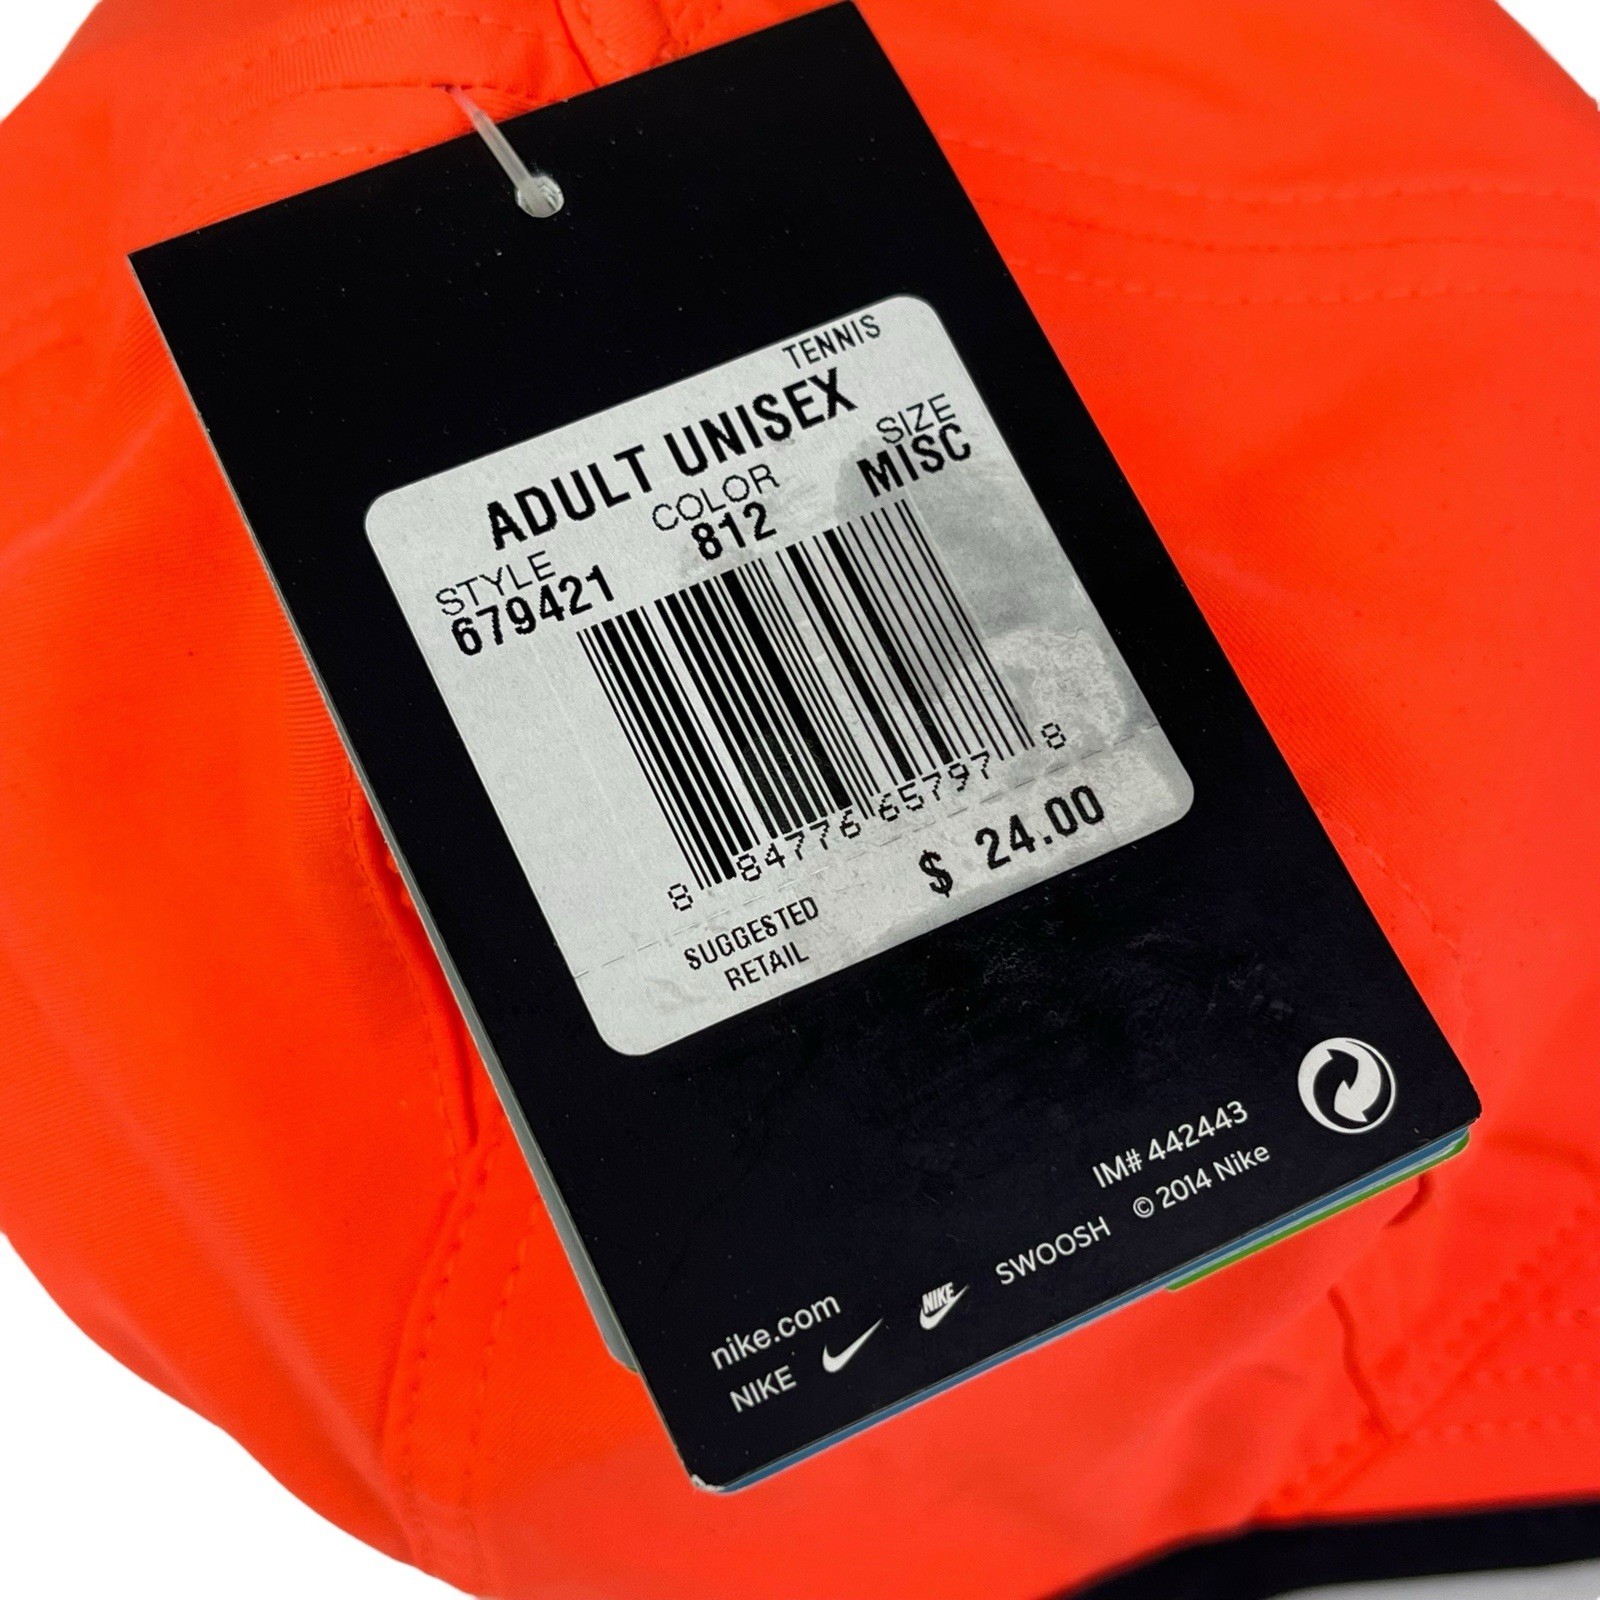 TENNIS
ADULT UNISEX
STYLE COLOR SIZE
679421 812 MISC
8 84776 65797 8
SUGGESTED
RETAIL
$ 24.00
IM# 442443
nike.com
NIKE NIKE SWOOSH © 2014 Nike